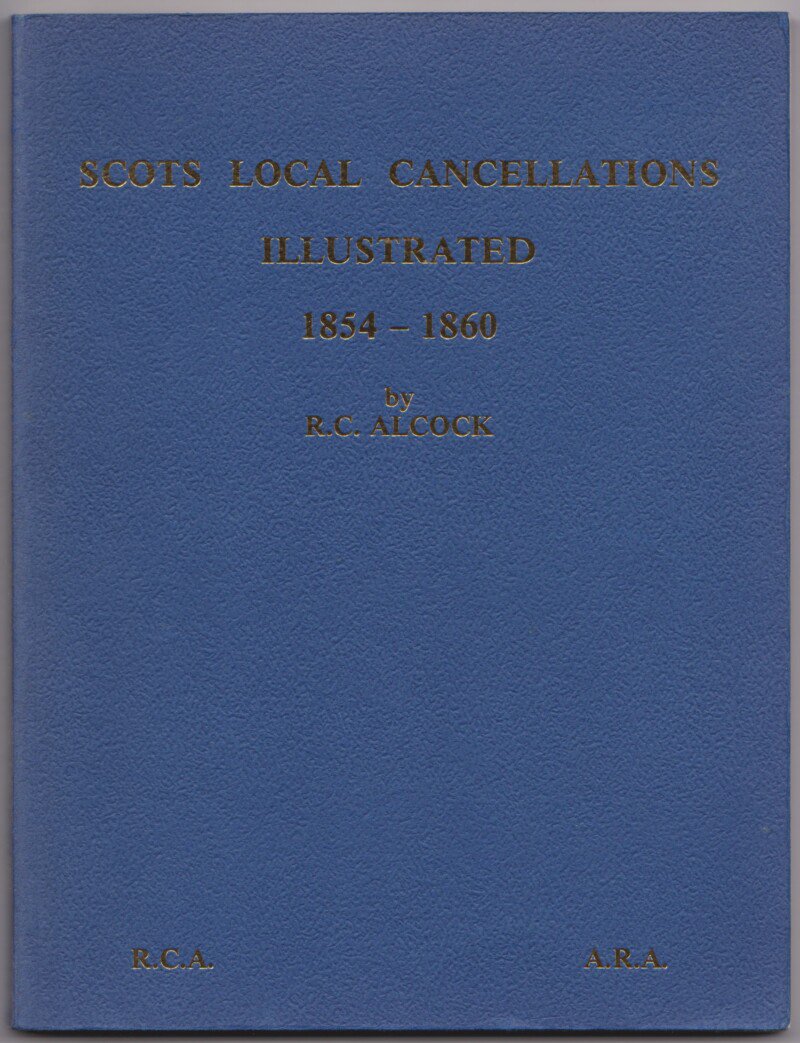 SCOTS LOCAL CANCELLATIONS
ILLUSTRATED
1854 – 1860
by
R.C. ALCOCK
R.C.A. A.R.A.